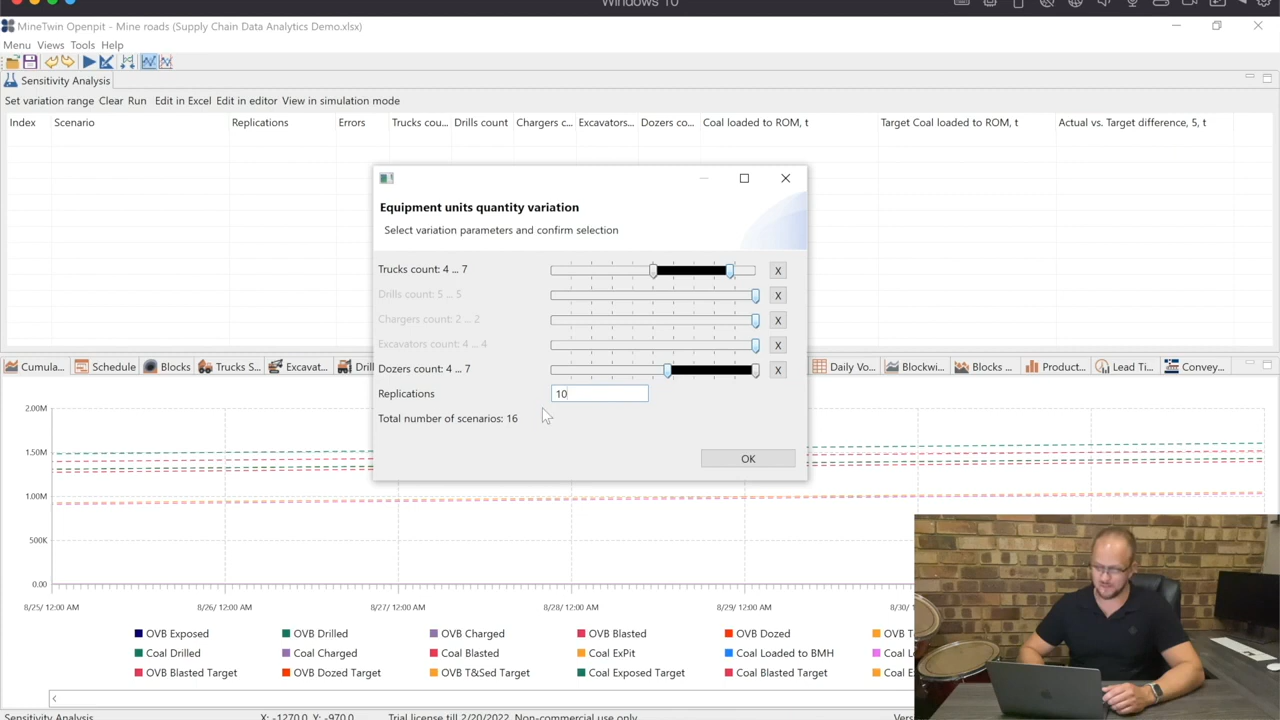 Windows 10
MineTwin Openpit - Mine roads (Supply Chain Data Analytics Demo.xlsx)
Menu Views Tools Help
Sensitivity Analysis
Set variation range Clear Run Edit in Excel Edit in editor View in simulation mode
Index Scenario Replications Errors Trucks cou... Drills count Chargers c... Excavators... Dozers co... Coal loaded to ROM, t Target Coal loaded to ROM, t Actual vs. Target difference, 5, t
Equipment units quantity variation
Select variation parameters and confirm selection
Trucks count: 4 ... 7 X
Drills count: 5 ... 5 X
Chargers count: 2 ... 2 X
Excavators count: 4 ... 4 X
Dozers count: 4 ... 7 X
Replications 10
Total number of scenarios: 16
OK
Cumula... Schedule Blocks Trucks S... Excavat... Dril Daily Vo... Blockwi... Blocks ... Product... Lead Ti... Convey...
2.00M
1.50M
1.00M
500K
0.00
8/25/ 12:00 AM 8/26/ 12:00 AM 8/27/ 12:00 AM 8/28/ 12:00 AM 8/29/ 12:00 AM 8/30/
OVB Exposed OVB Drilled OVB Charged OVB Blasted OVB Dozed OVB T
Coal Drilled Coal Charged Coal Blasted Coal ExPit Coal Loaded to BMH Coal L
OVB Blasted Target OVB Dozed Target OVB T&Sed Target Coal Exposed Target Coal Blasted Target Coal E
Sensitivity Analysis X: -1270.0, Y: -970.0 Trial license till 2/20/2022. Non-commercial use only. Vers